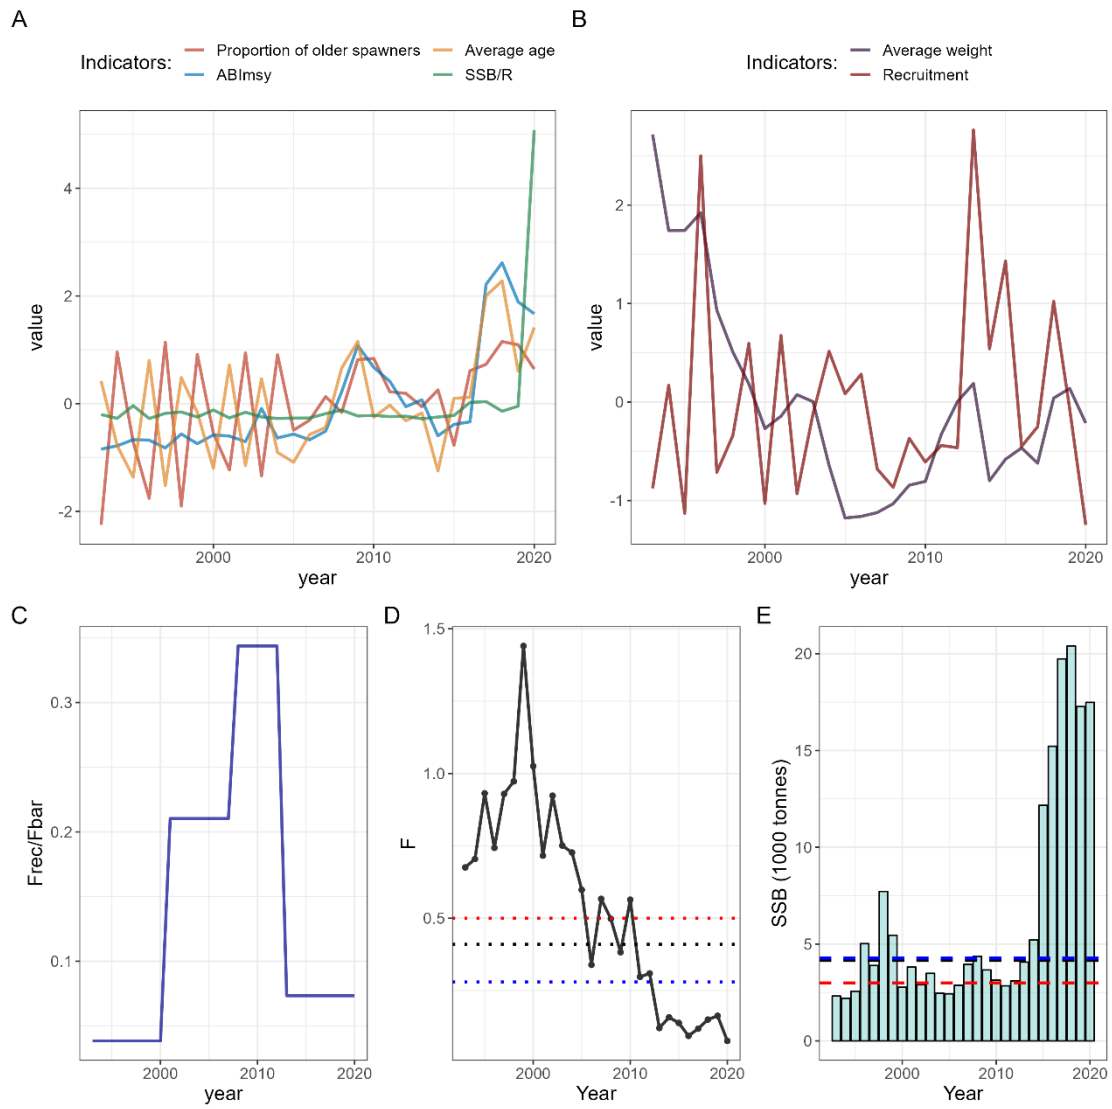 A
Indicators:
Proportion of older spawners
Average age
ABImsy
SSB/R
value
4
2
0
-2
2000
2010
2020
year
B
Indicators:
Average weight
Recruitment
value
2
1
0
-1
2000
2010
2020
year
C
Frec/Fbar
0.3
0.2
0.1
2000
2010
2020
year
D
F
1.5
1.0
0.5
2000
2010
2020
Year
E
SSB (1000 tonnes)
20
15
10
5
0
2000
2010
2020
Year